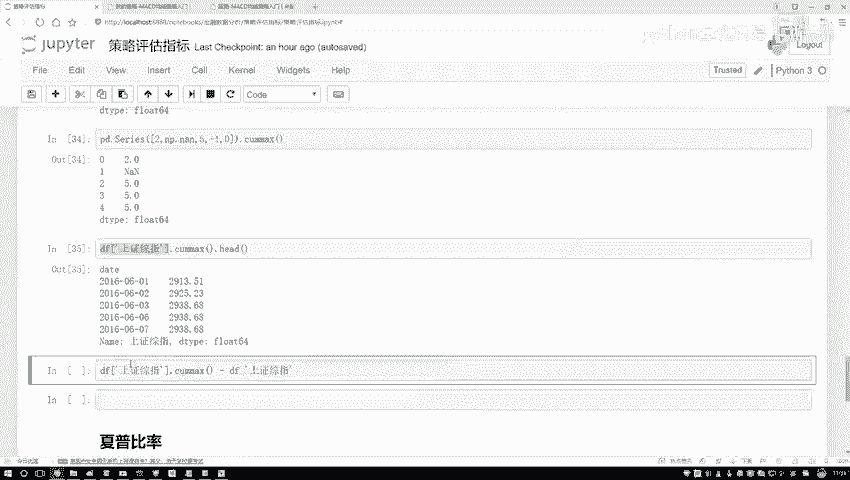 策略评估指标
http://localhost:8888/notebooks/金融数据分析/策略评估指标/策略评估指标.ipynb#
jupyter 策略评估指标 Last Checkpoint: an hour ago (autosaved)
Logout
File Edit View Insert Cell Kernel Widgets Help
Trusted Python 3
Code
dtype: float64
In [34]: pd.Series([2,np.nan,5,-1,0]).cummax()
Out[34]: 0 2.0
1 NaN
2 5.0
3 5.0
4 5.0
dtype: float64
In [35]: df['上证综指'].cummax().head()
Out[35]: date
2016-06-01 2913.51
2016-06-02 2925.23
2016-06-03 2938.68
2016-06-06 2938.68
2016-06-07 2938.68
Name: 上证综指, dtype: float64
In [ ]: df['上证综指'].cummax() - df '上证综指'
In [ ]:
夏普比率